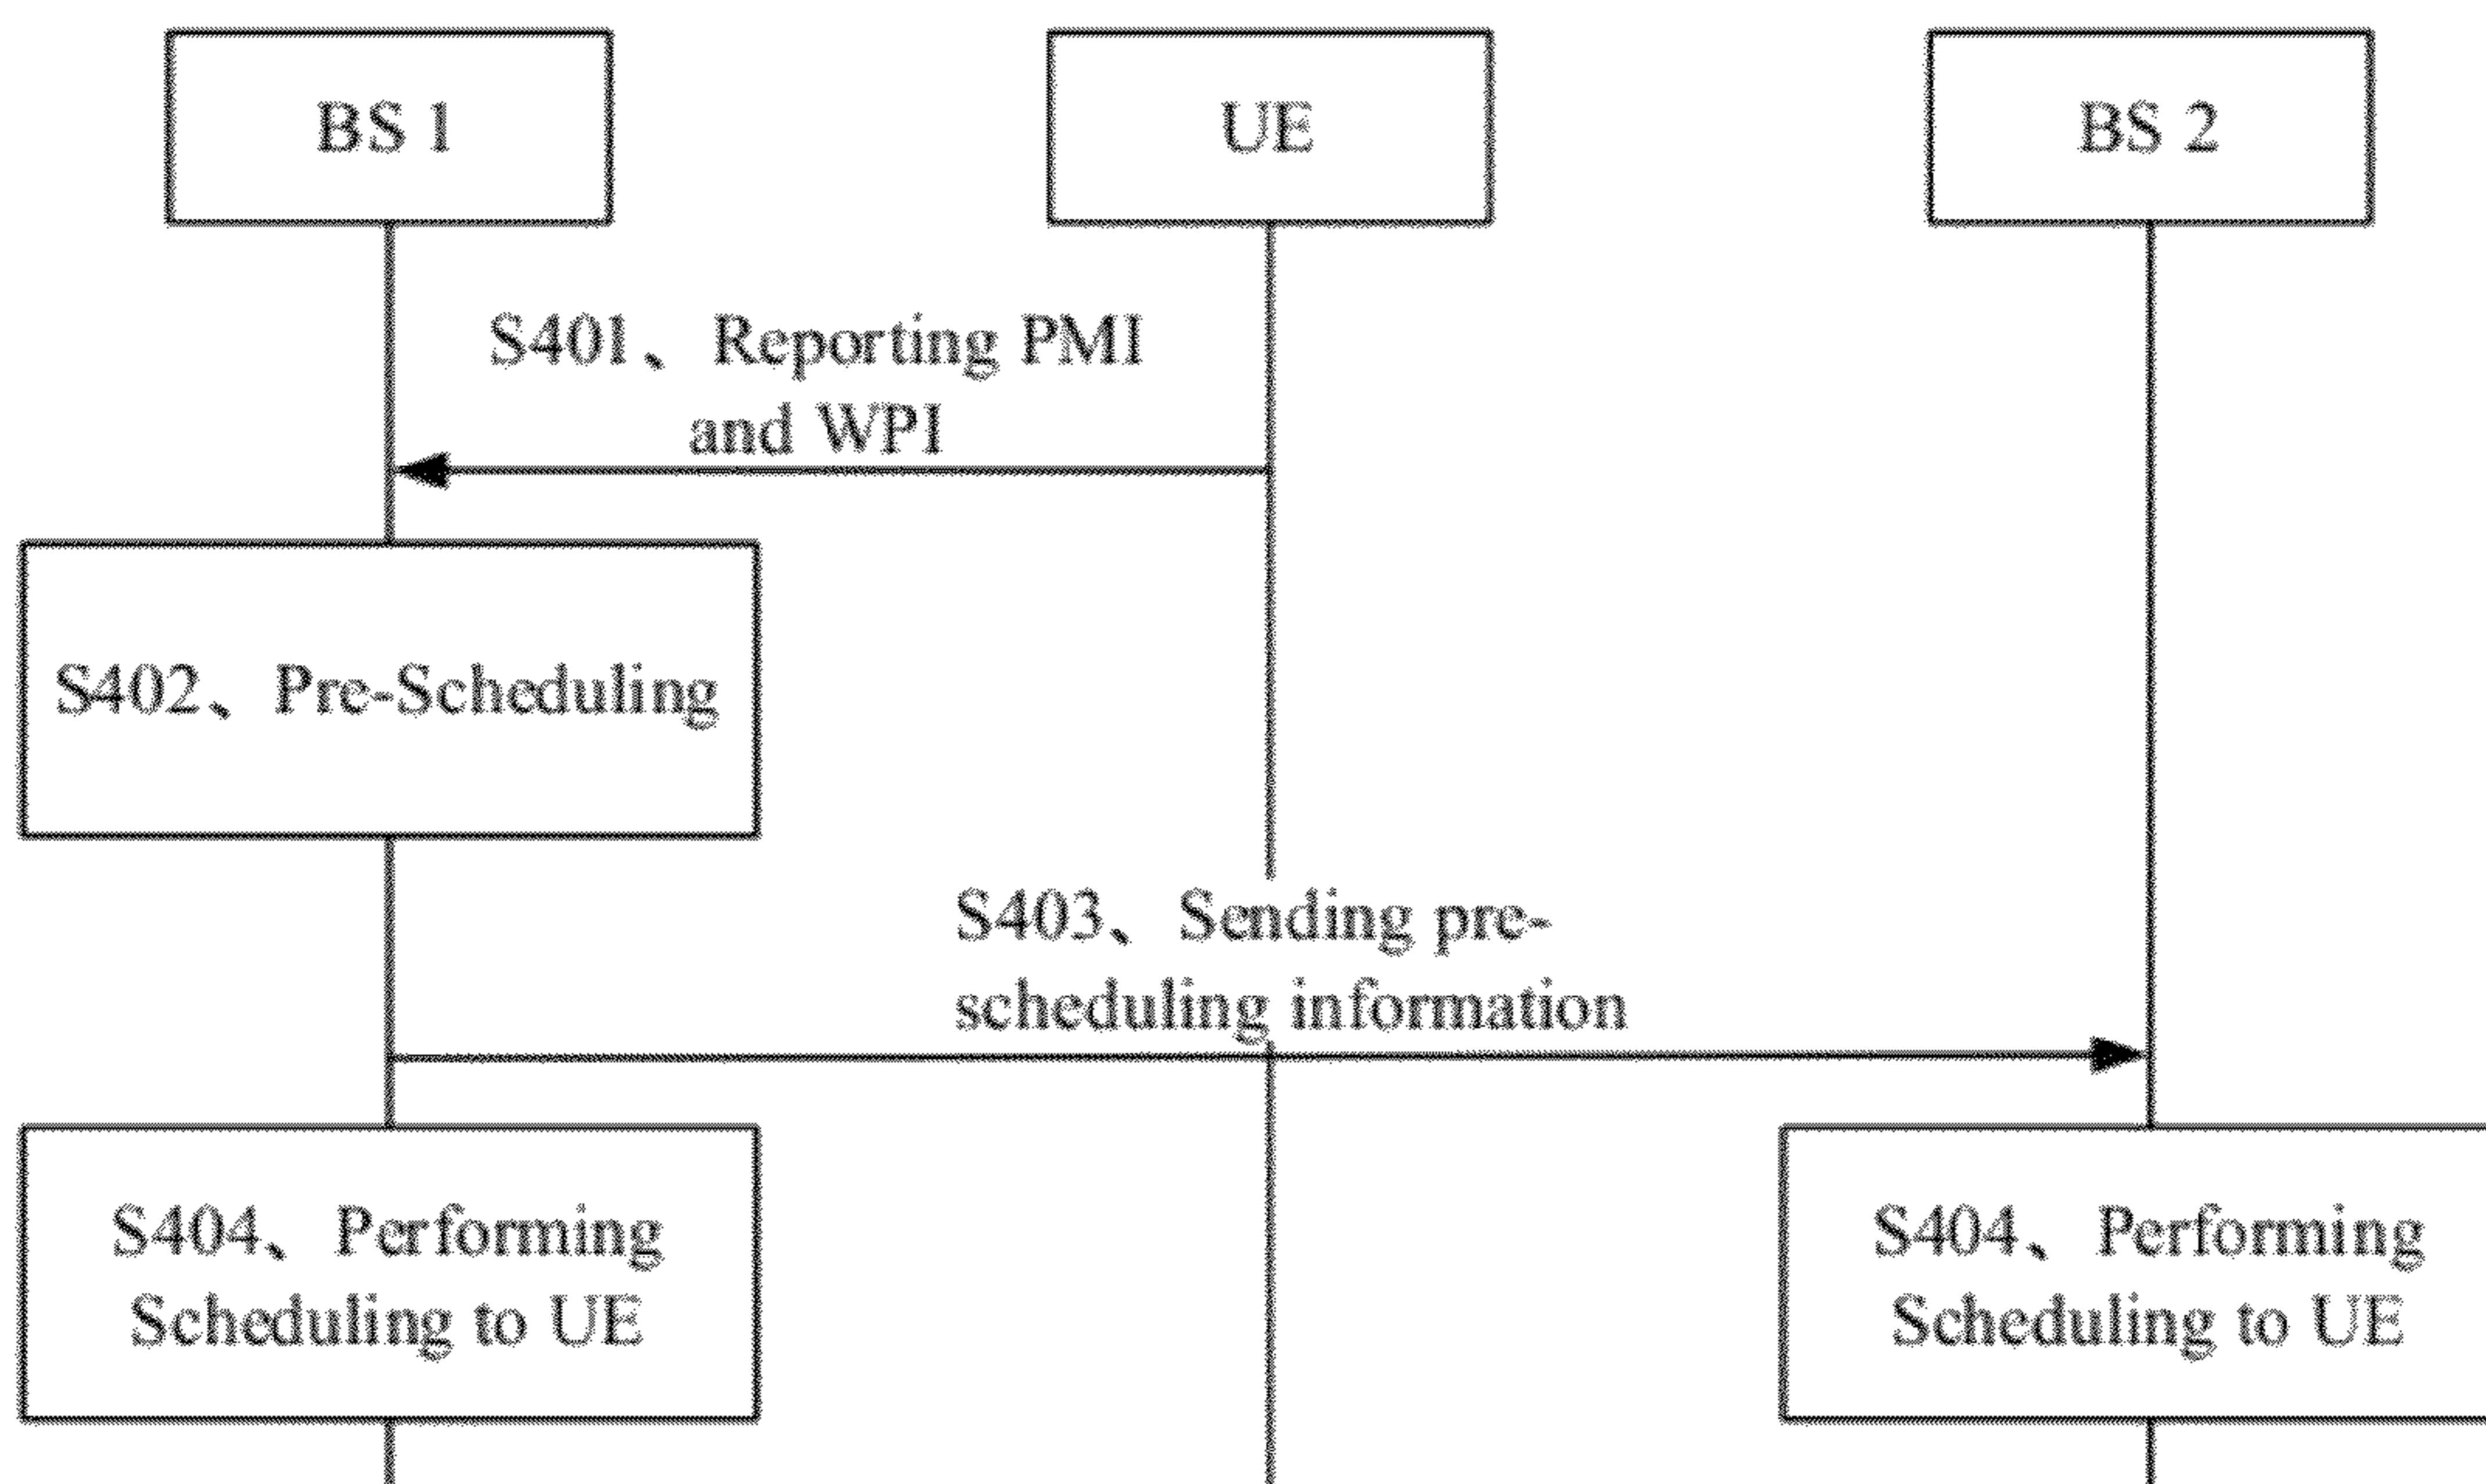 BS 1
UE
BS 2
S401、Reporting PMI
and WPI
S402、Pre-Scheduling
S403、Sending pre-
scheduling information
S404、Performing
Scheduling to UE
S404、Performing
Scheduling to UE